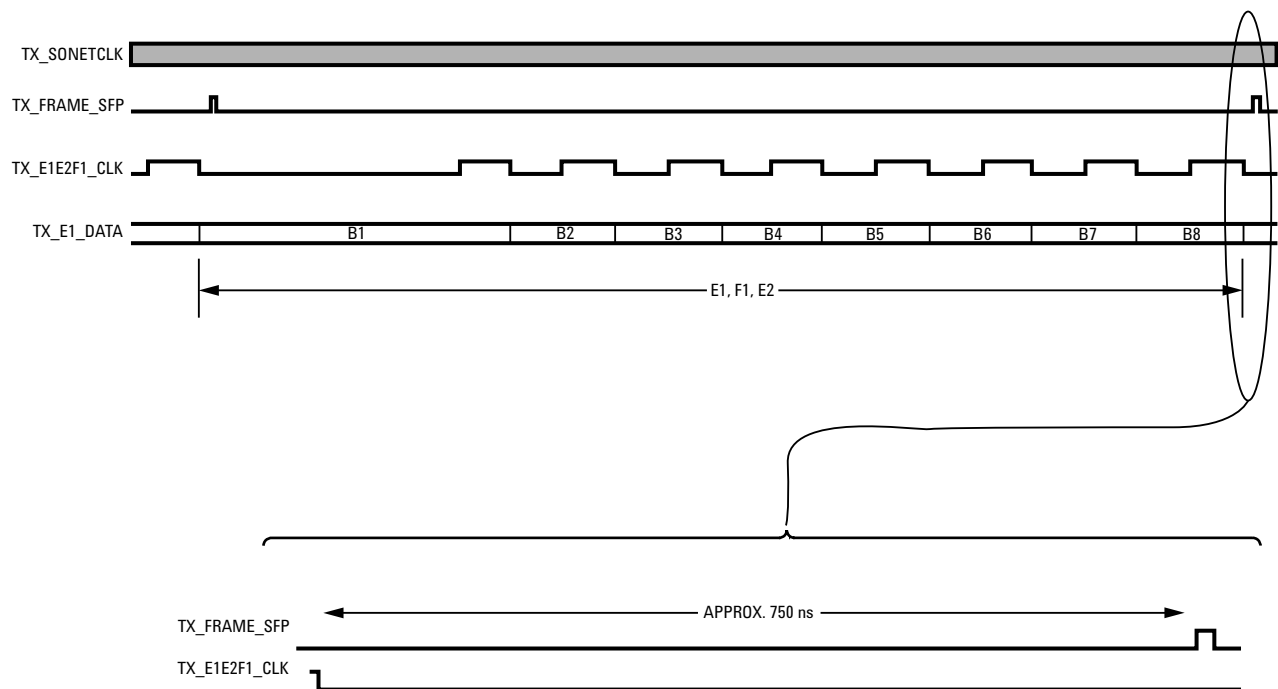 TX_SONETCLK
TX_FRAME_SFP
TX_E1E2F1_CLK
TX_E1_DATA
B1 B2 B3 B4 B5 B6 B7 B8
E1, F1, E2
APPROX. 750 ns
TX_FRAME_SFP
TX_E1E2F1_CLK